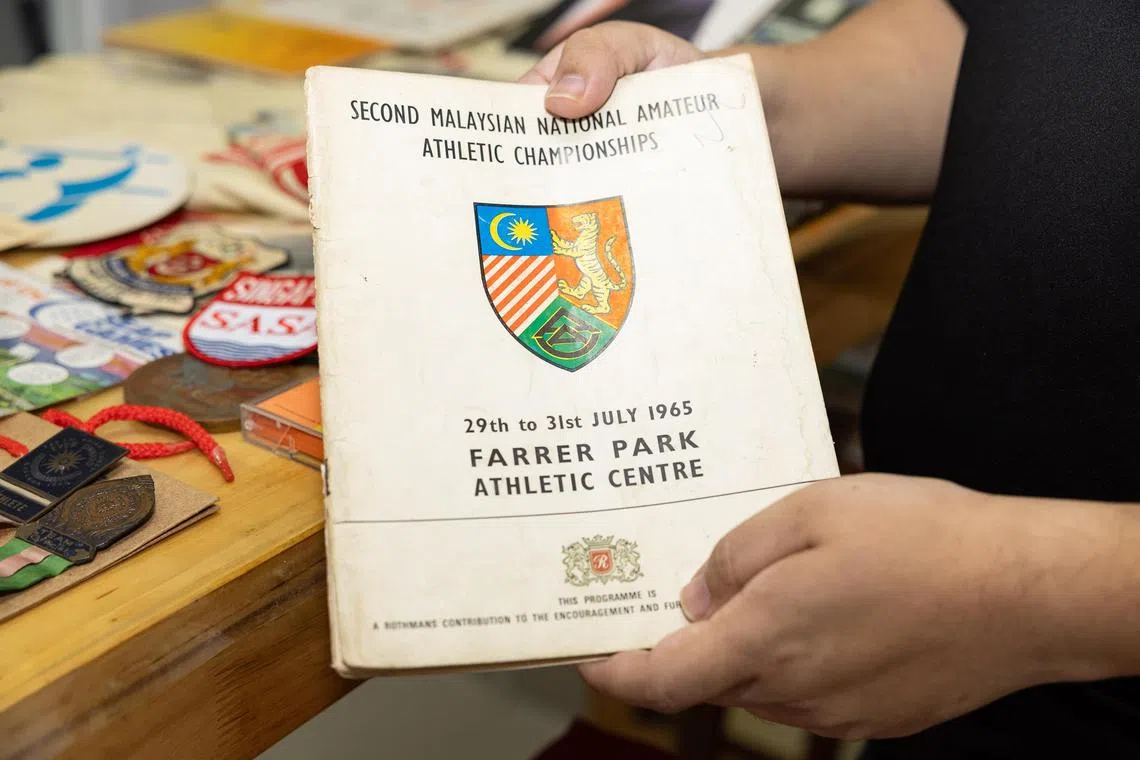 SECOND MALAYSIAN NATIONAL AMATEUR
ATHLETIC CHAMPIONSHIPS
29th to 31st JULY 1965
FARRER PARK
ATHLETIC CENTRE
R
THIS PROGRAMME IS
A ROTHMANS CONTRIBUTION TO THE ENCOURAGEMENT AND
SASA